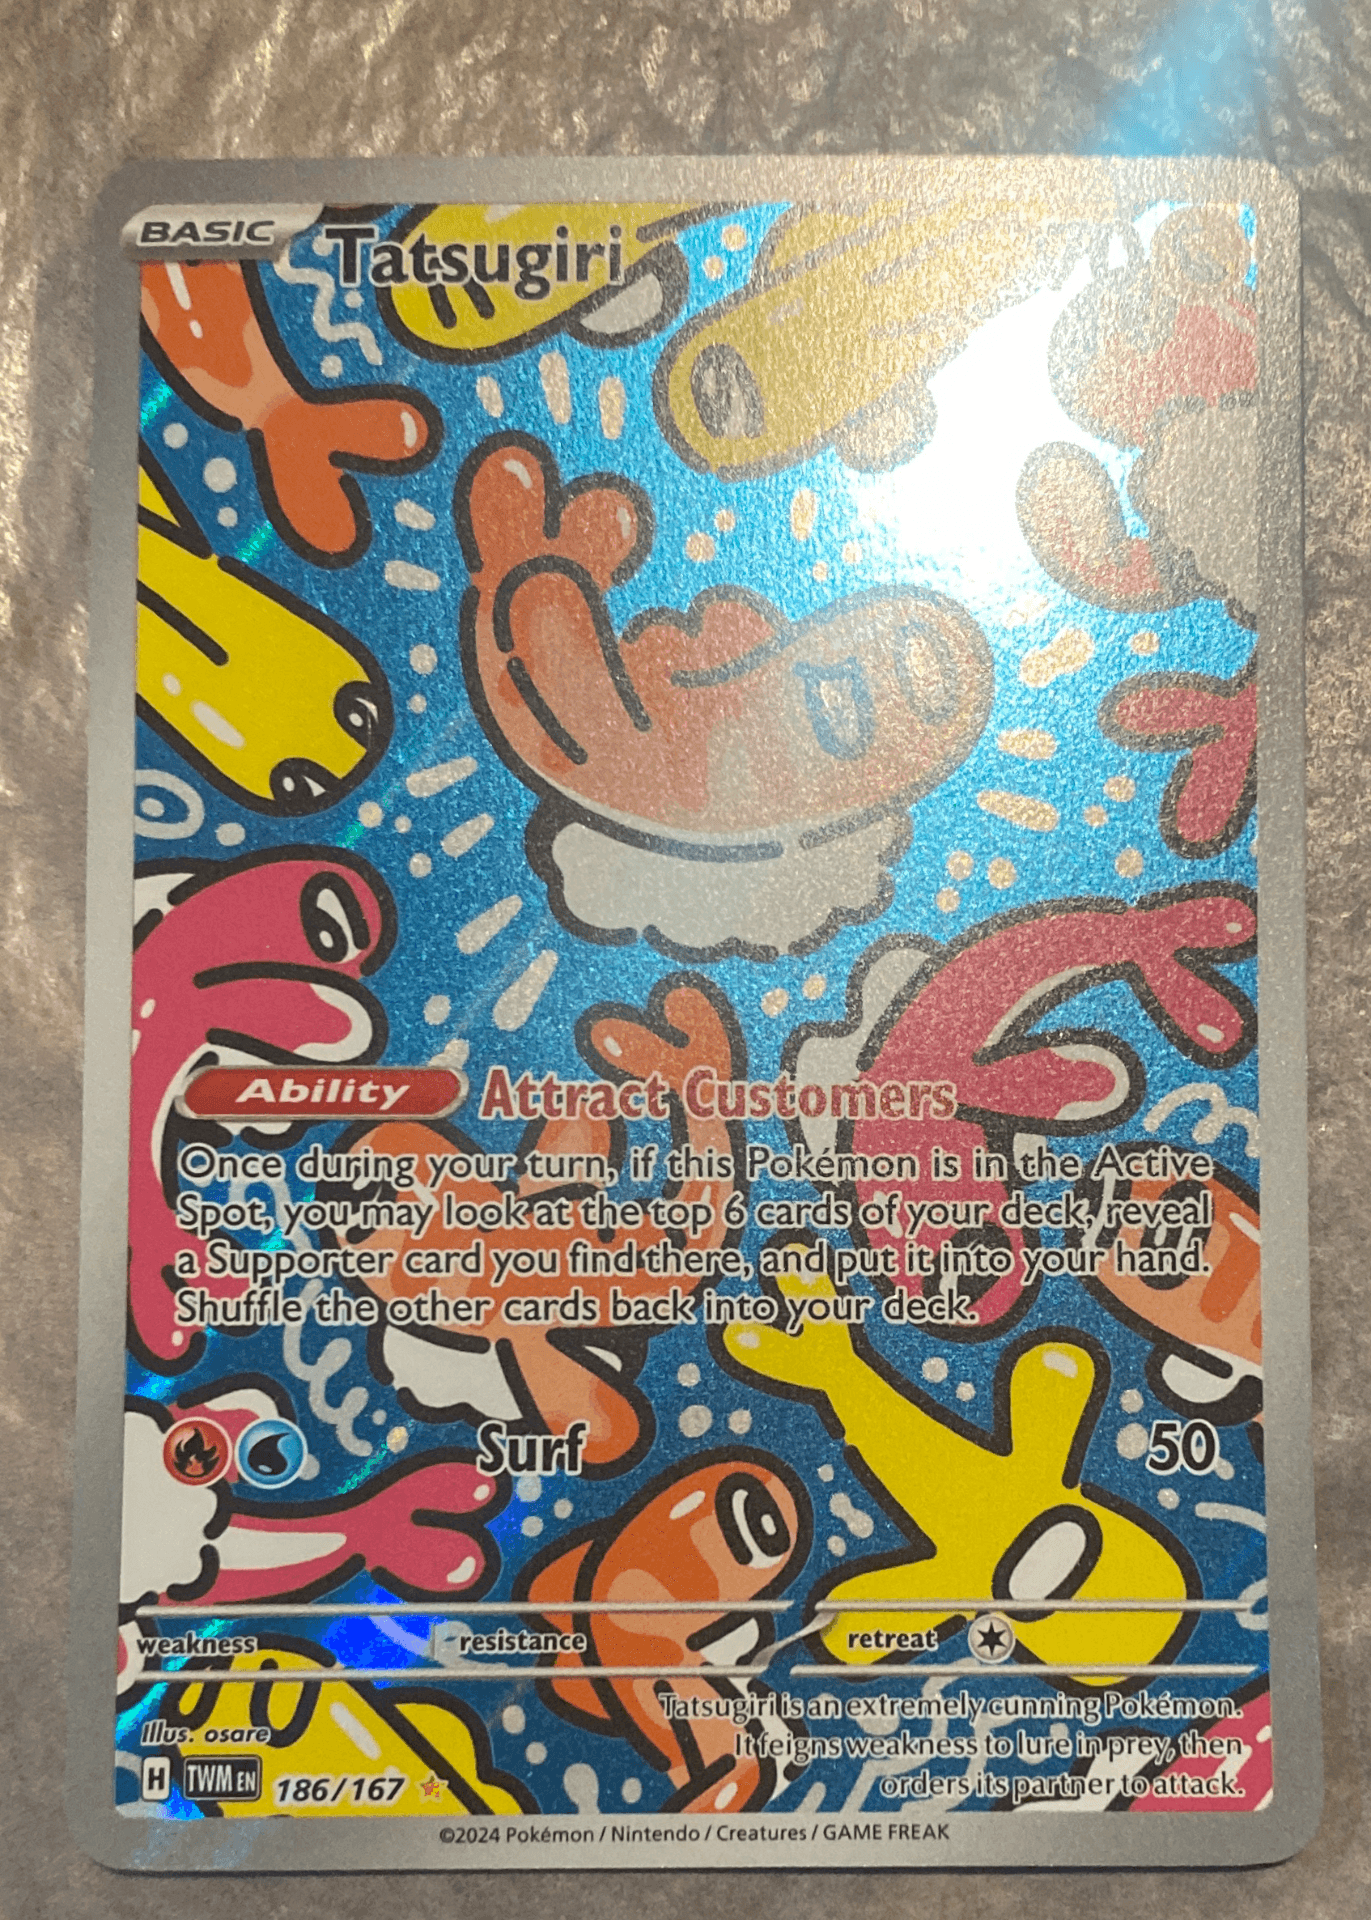 BASIC Tatsugiri
Ability Attract Customers
Once during your turn, if this Pokémon is in the Active
Spot, you may look at the top 6 cards of your deck, reveal
a Supporter card you find there, and put it into your hand.
Shuffle the other cards back into your deck.
Surf 50
weakness resistance retreat
Illus. osare
Tatsugiri is an extremely cunning Pokémon.
It feigns weakness to lure in prey, then
orders its partner to attack.
H TWM EN 186/167
©2024 Pokémon / Nintendo / Creatures / GAME FREAK